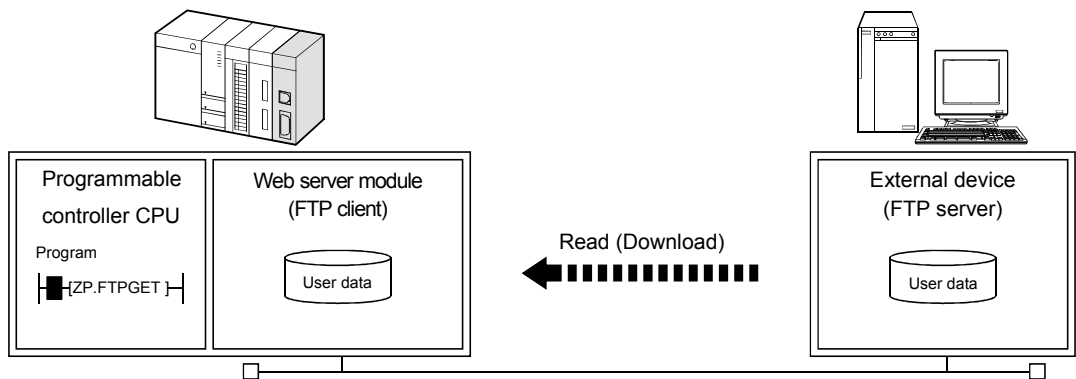 Programmable
controller CPU
Program
[ZP.FTPGET ]
Web server module
(FTP client)
User data
Read (Download)
External device
(FTP server)
User data